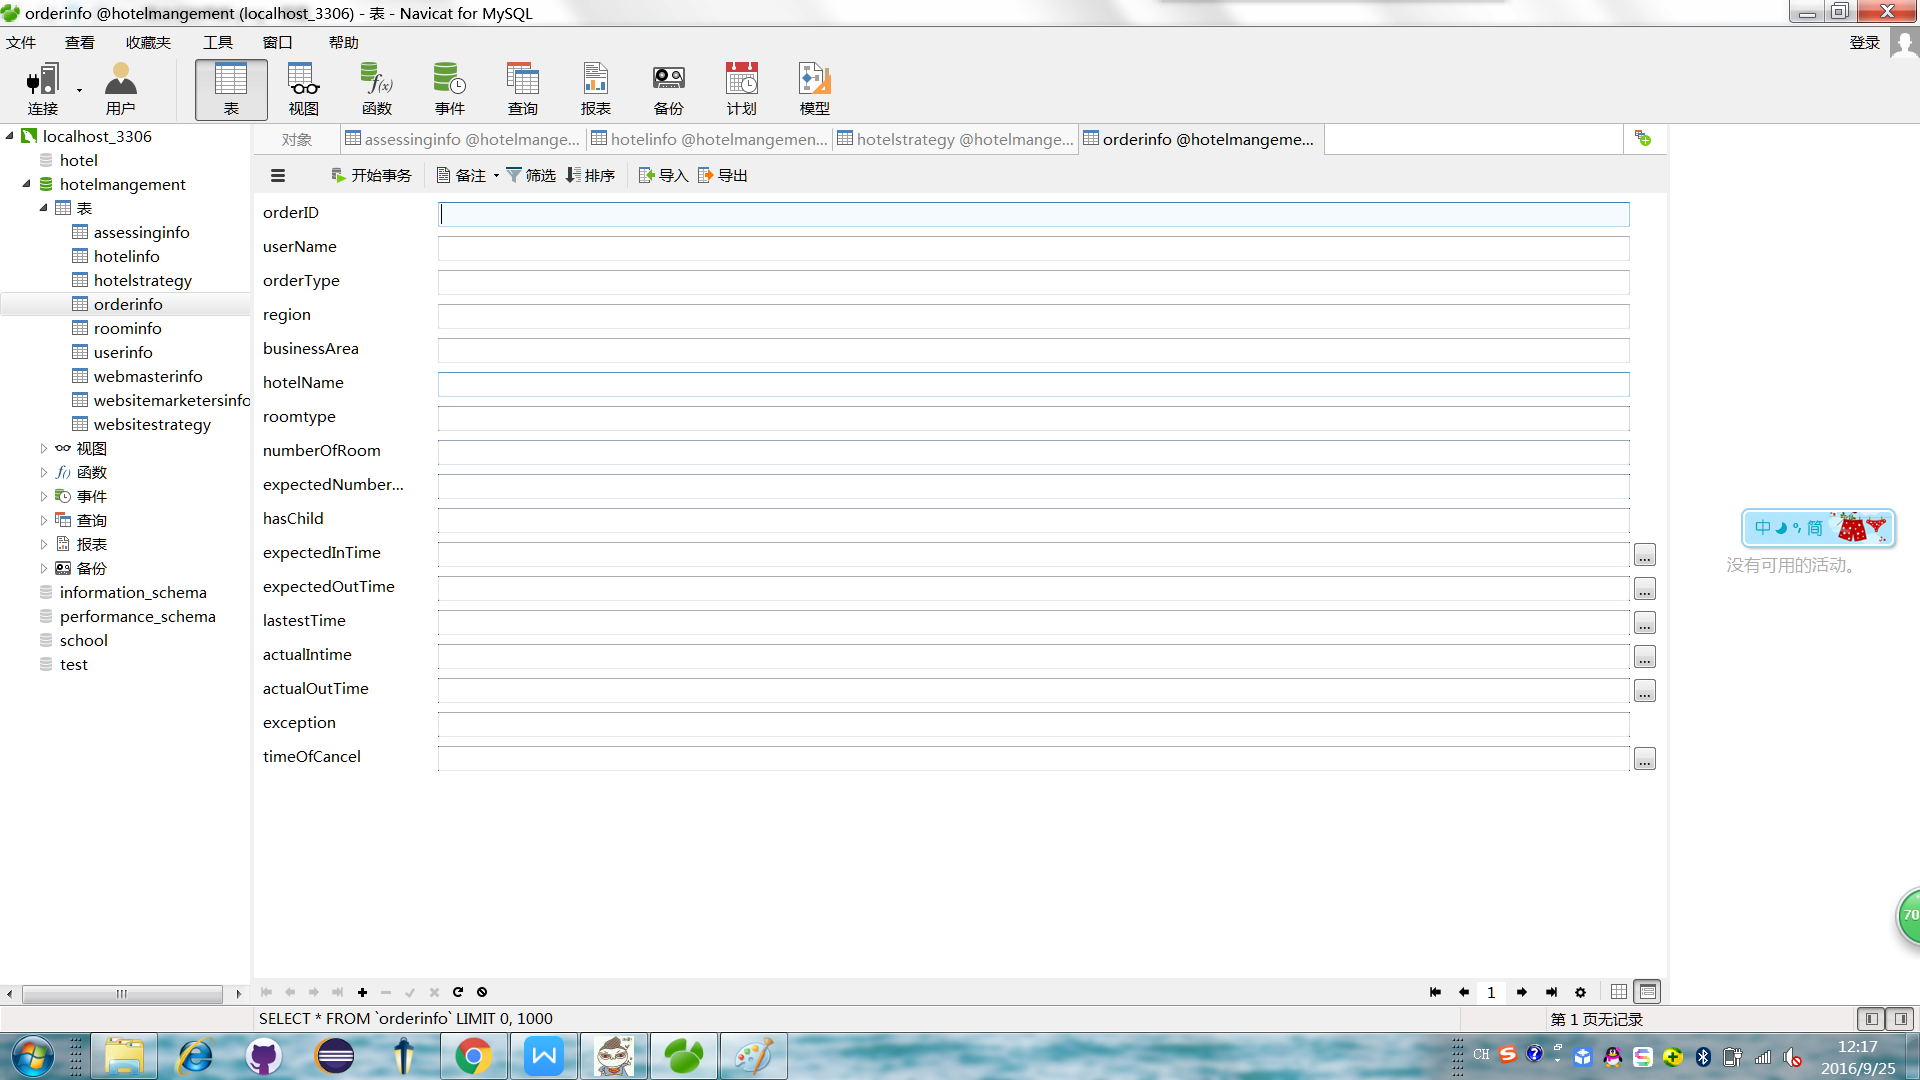 orderinfo @hotelmangement (localhost_3306) - 表 - Navicat for MySQL
文件 查看 收藏夹 工具 窗口 帮助 登录
连接 用户 表 视图 函数 事件 查询 报表 备份 计划 模型
对象 assessinginfo @hotelmange... hotelinfo @hotelmangemen... hotelstrategy @hotelmange... orderinfo @hotelmangeme...
开始事务 备注 筛选 排序 导入 导出
localhost_3306
hotel
hotelmangement
表
assessinginfo
hotelinfo
hotelstrategy
orderinfo
roominfo
userinfo
webmasterinfo
websitemarketersinfo
websitestrategy
视图
函数
事件
查询
报表
备份
information_schema
performance_schema
school
test
orderID
userName
orderType
region
businessArea
hotelName
roomtype
numberOfRoom
expectedNumber...
hasChild
expectedInTime
expectedOutTime
lastestTime
actualIntime
actualOutTime
exception
timeOfCancel
中 简
没有可用的活动。
70
1
SELECT * FROM `orderinfo` LIMIT 0, 1000
第 1 页无记录
CH
12:17
2016/9/25